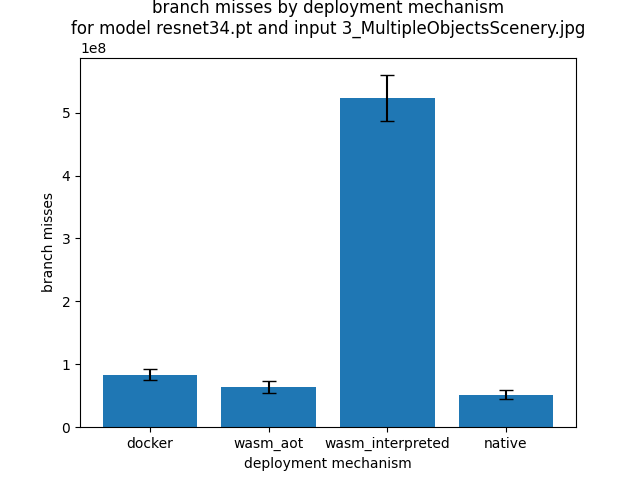 branch misses by deployment mechanism
for model resnet34.pt and input 3_MultipleObjectsScenery.jpg
1e8
5
4
3
2
1
0
branch misses
docker
wasm_aot
wasm_interpreted
native
deployment mechanism